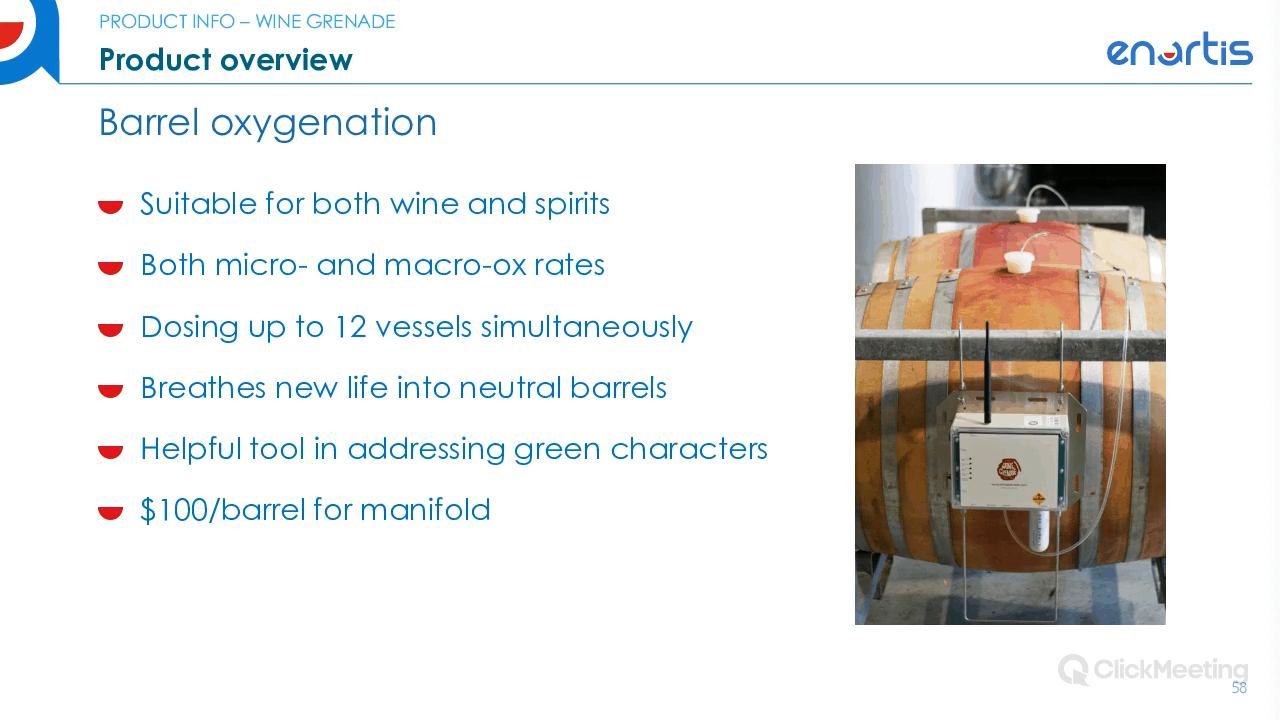 PRODUCT INFO – WINE GRENADE
Product overview
enartis
Barrel oxygenation
Suitable for both wine and spirits
Both micro- and macro-ox rates
Dosing up to 12 vessels simultaneously
Breathes new life into neutral barrels
Helpful tool in addressing green characters
$100/barrel for manifold
ClickMeeting
58